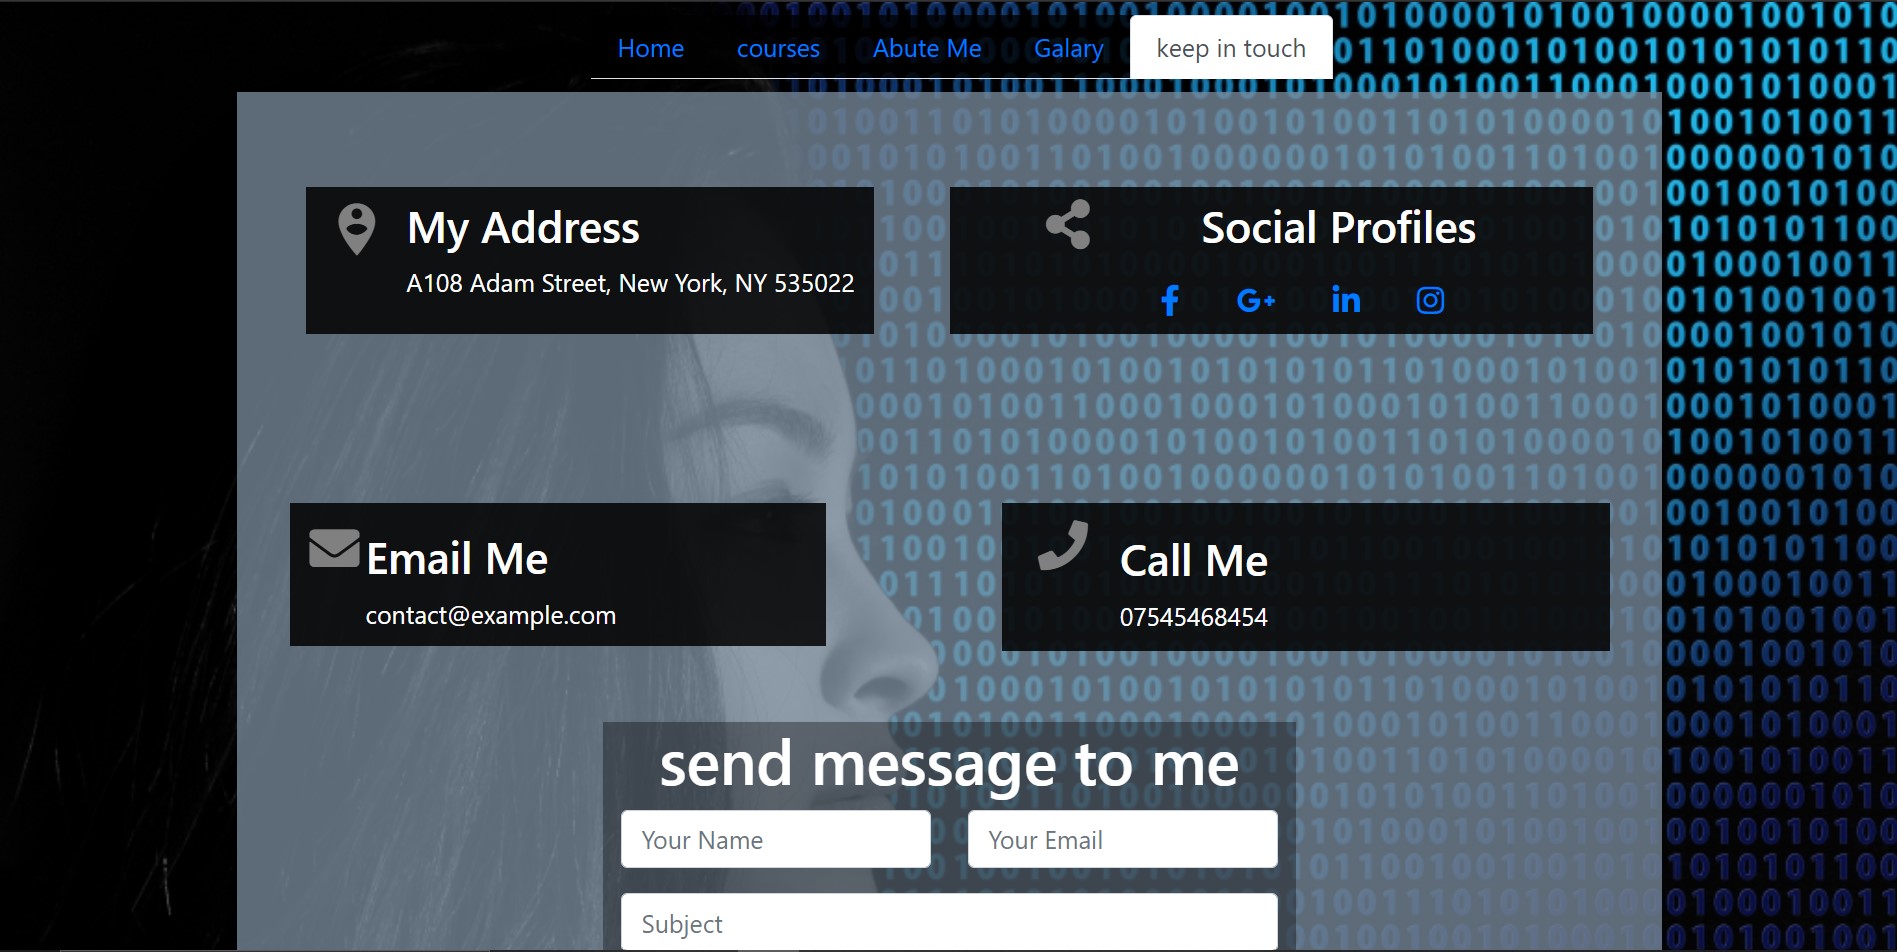 Home courses Abute Me Galary keep in touch
My Address
A108 Adam Street, New York, NY 535022
Social Profiles
f G+ in
Email Me
contact@example.com
Call Me
07545468454
send message to me
Your Name Your Email
Subject